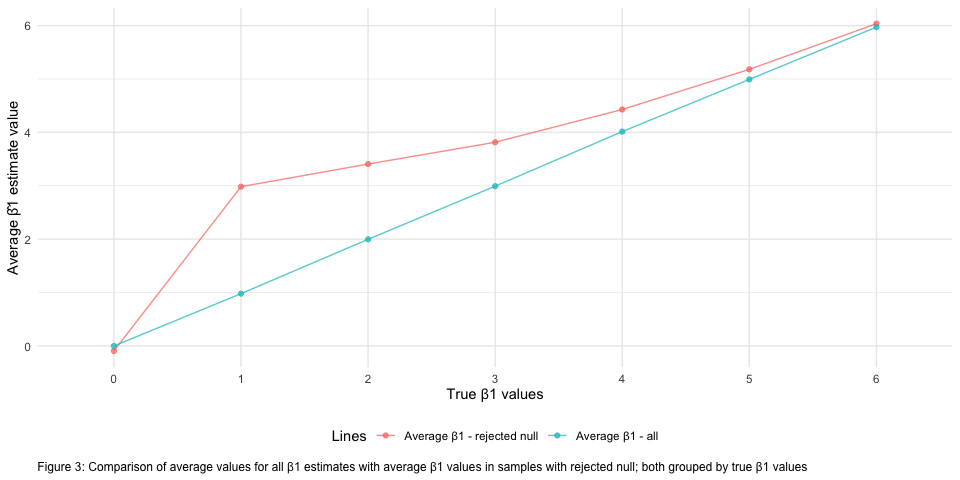 6
4
2
0
Average β̂1 estimate value
0 1 2 3 4 5 6
True β1 values
Lines Average β1 - rejected null Average β1 - all
Figure 3: Comparison of average values for all β1 estimates with average β1 values in samples with rejected null; both grouped by true β1 values